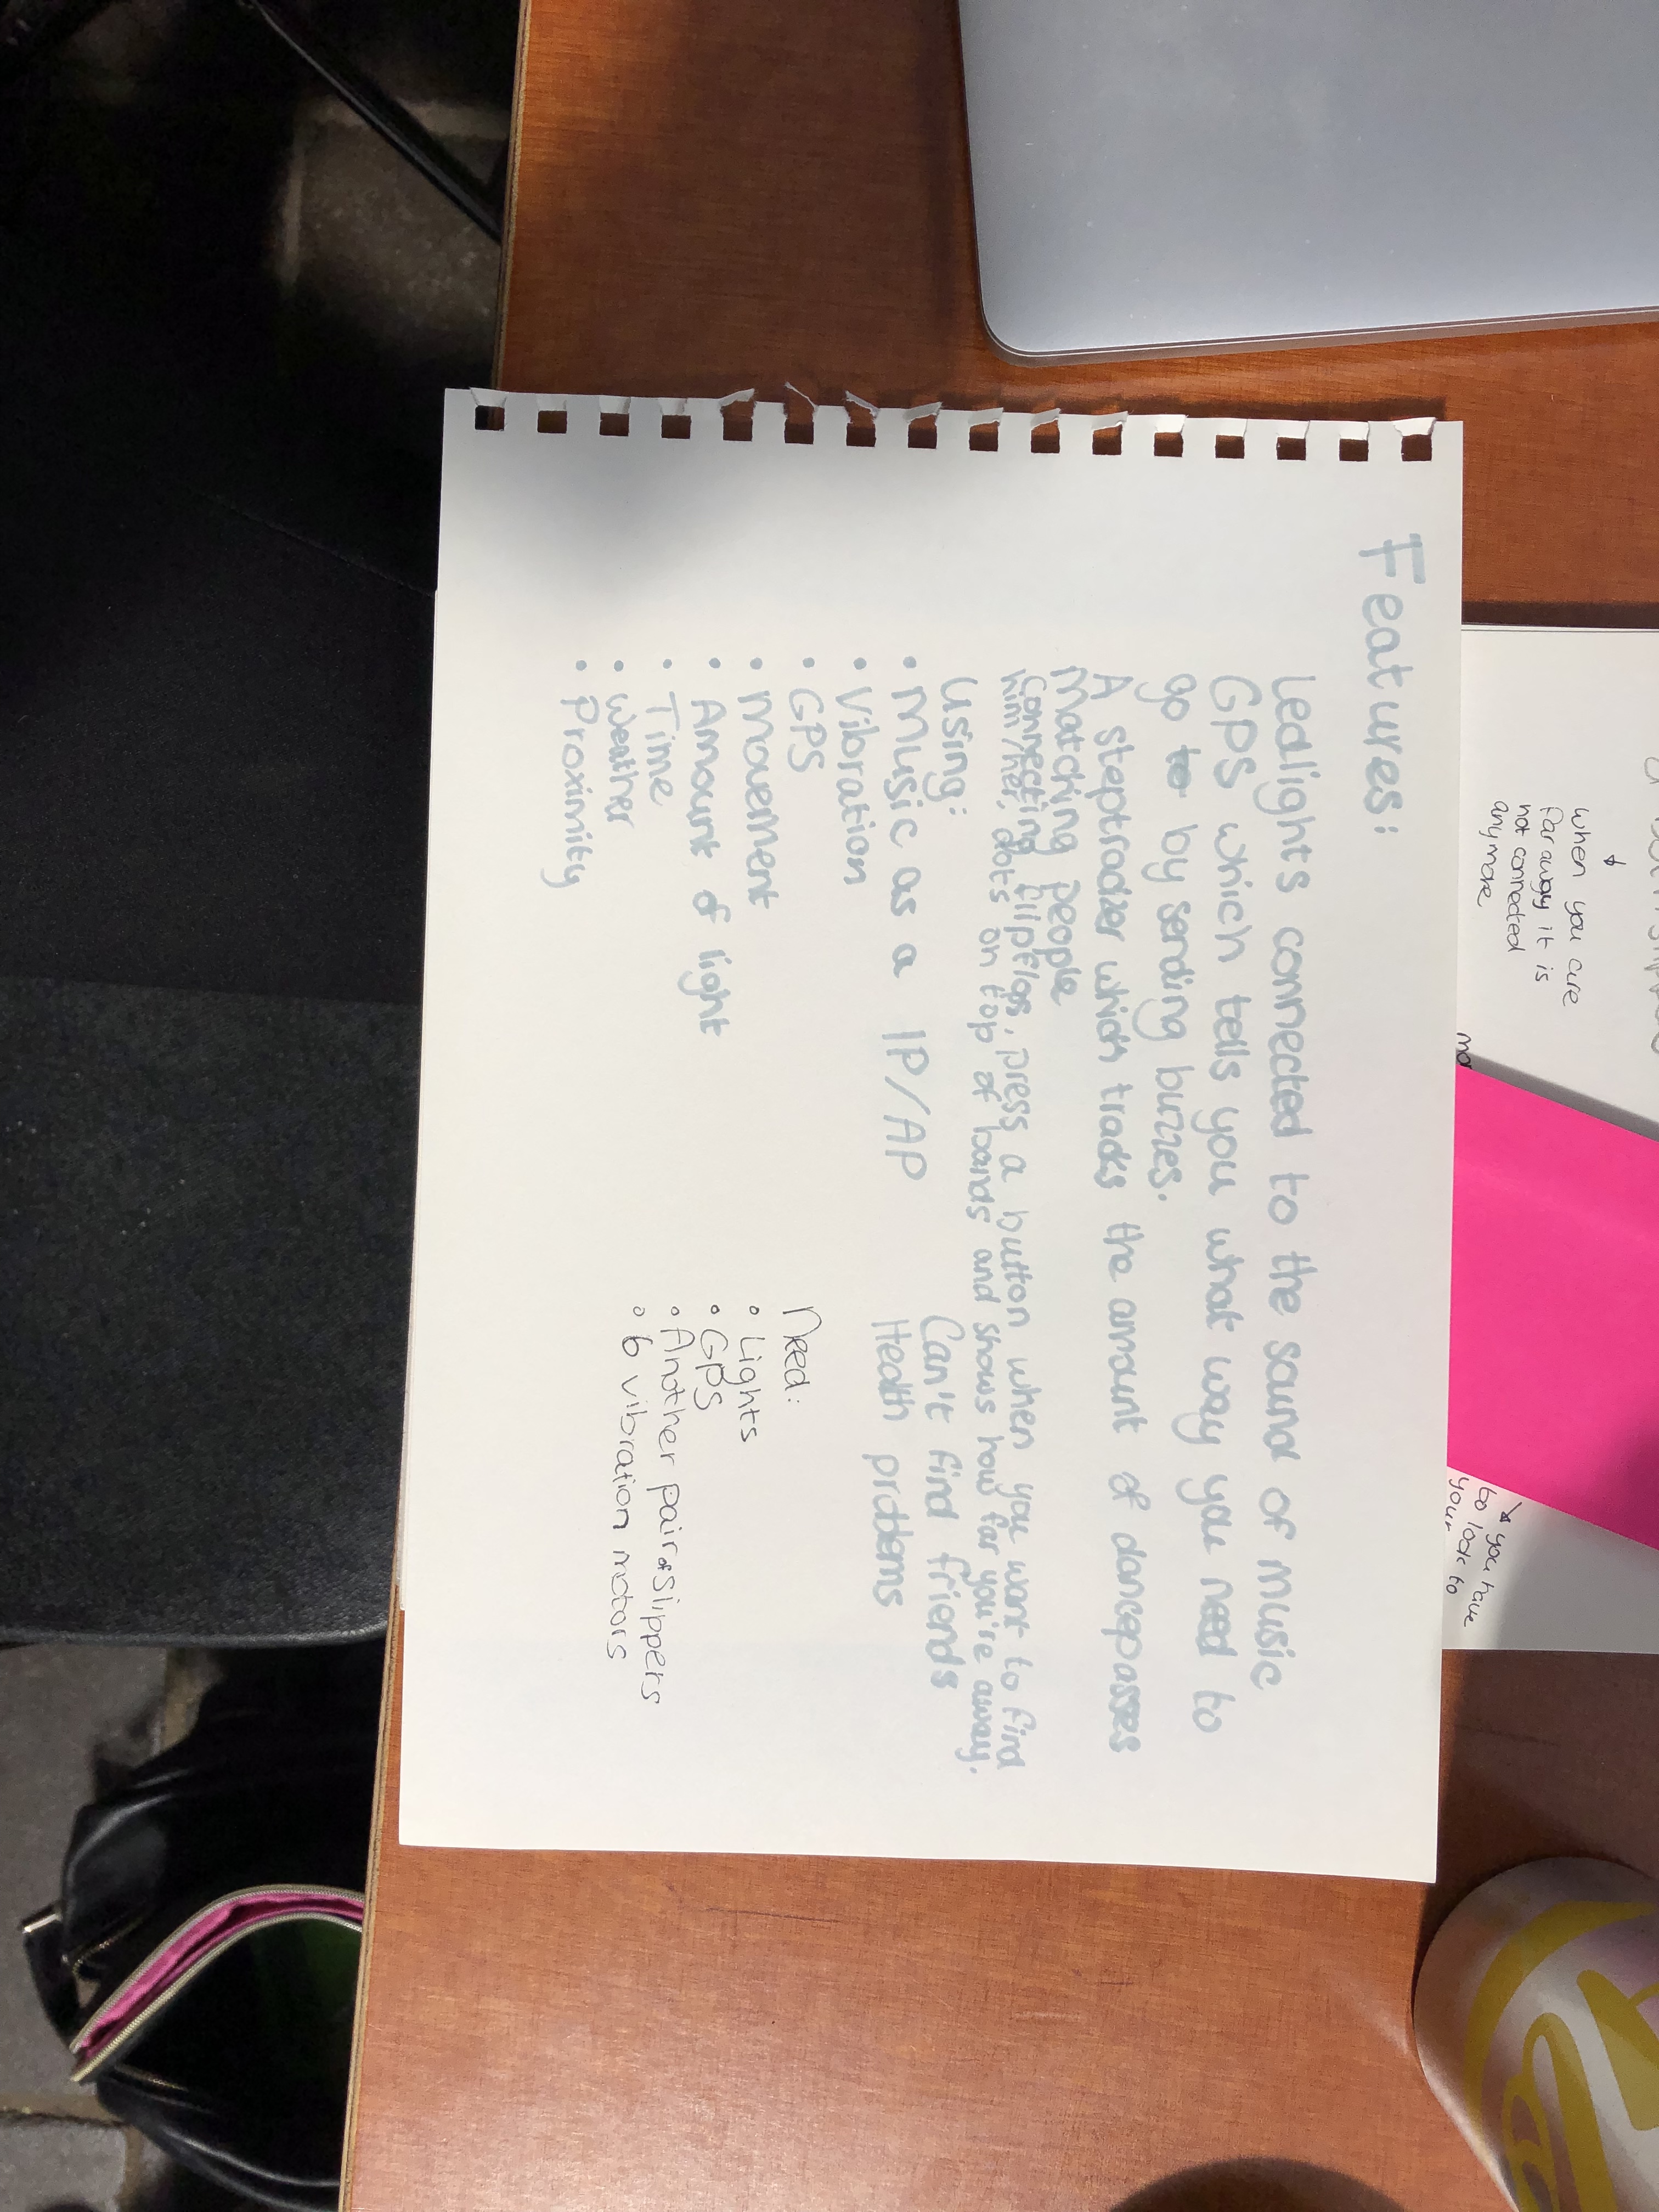 Features:
Ledlights connected to the sound of music
GPS which tells you what way you need to
go to by sending buzzes.
A steptracker which tracks the amount of dancepasses
Matching people
Connecting flipflops, press a button when you want to find
him/her, dots on top of bands and shows how far you're away.
Using:
• Music as a IP/AP
• Vibration
• GPS
• Movement
• Amount of light
• Time
• Weather
• Proximity
Can't find friends
Health problems
Need:
• Lights
• GPS
• Another pair of slippers
• 6 vibration motors
when you are
far away it is
not connected
anymore
↘ you have
to look to
your